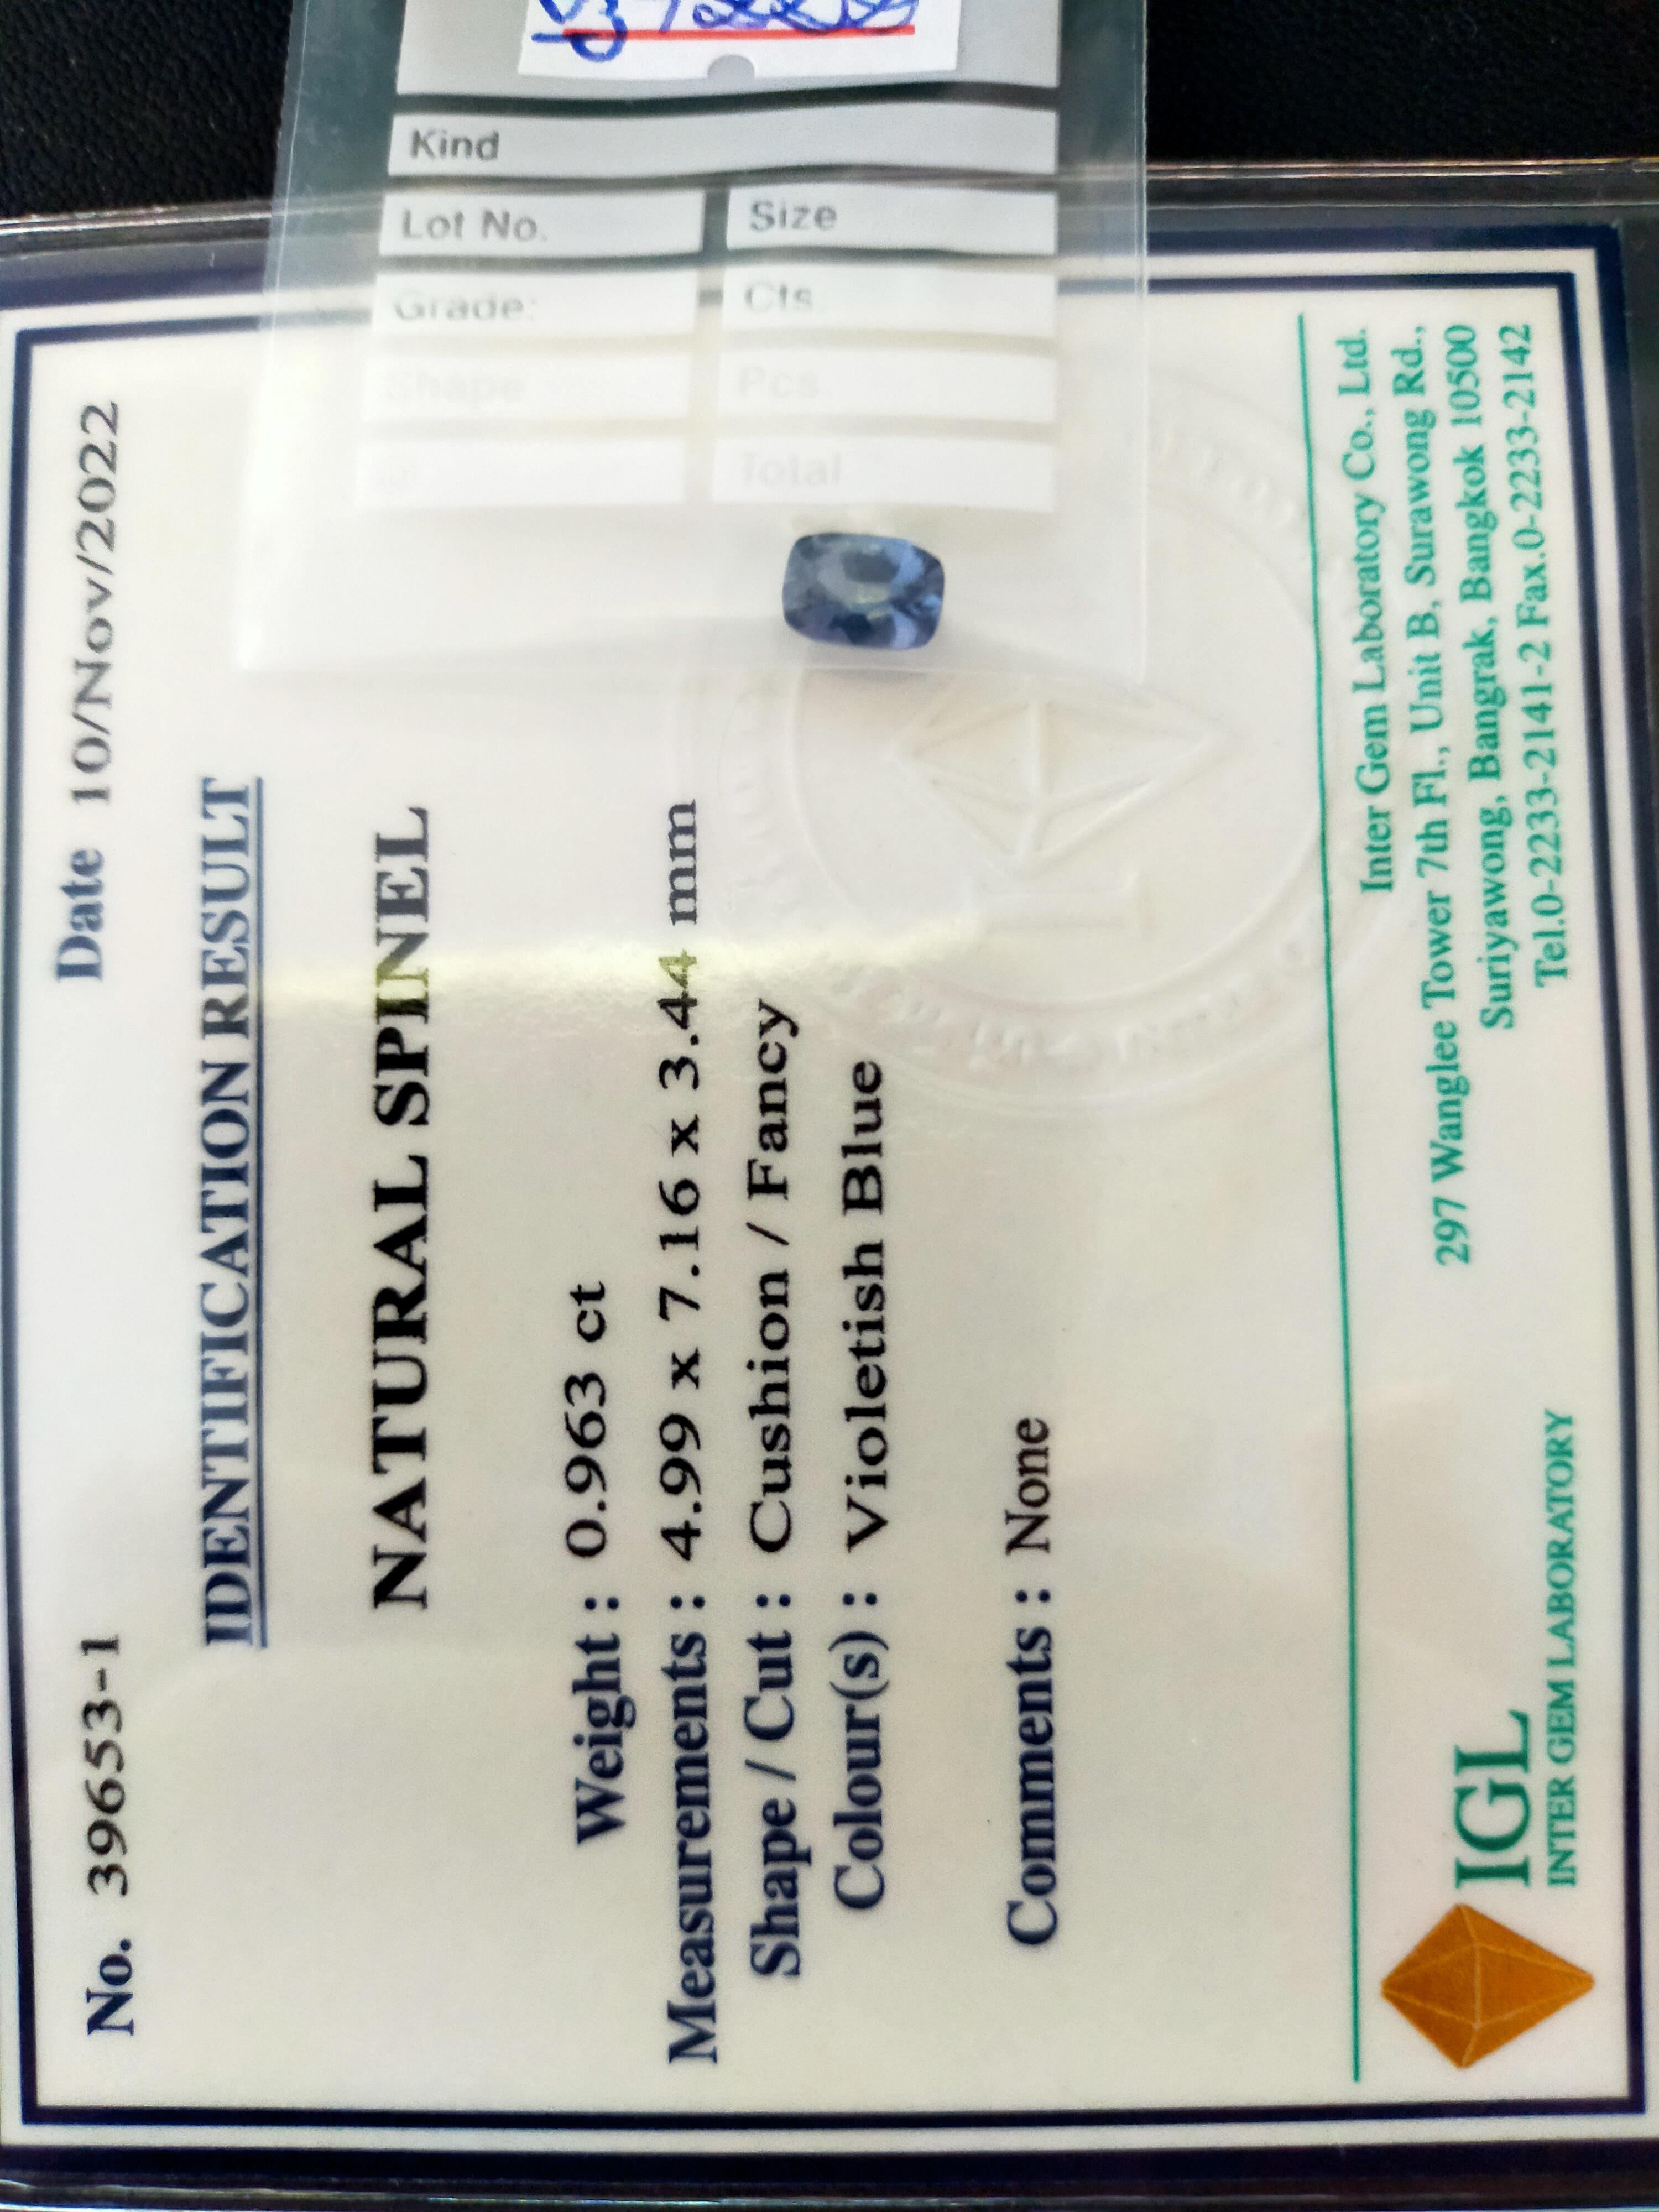 Kind
Lot No. Size
Grade: Cts.
Shape Pcs.
Total
No. 39653-1 Date 10/Nov/2022
IDENTIFICATION RESULT
NATURAL SPINEL
Weight : 0.963 ct
Measurements : 4.99 x 7.16 x 3.44 mm
Shape / Cut : Cushion / Fancy
Colour(s) : Violetish Blue
Comments : None
IGL
INTER GEM LABORATORY
Inter Gem Laboratory Co., Ltd.
297 Wanglee Tower 7th Fl., Unit B, Surawong Rd.,
Suriyawong, Bangrak, Bangkok 10500
Tel.0-2233-2141-2 Fax.0-2233-2142